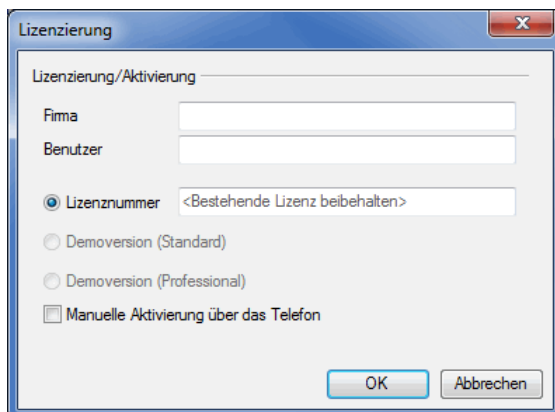 Lizenzierung
Lizenzierung/Aktivierung
Firma
Benutzer
Lizenznummer <Bestehende Lizenz beibehalten>
Demoversion (Standard)
Demoversion (Professional)
Manuelle Aktivierung über das Telefon
OK Abbrechen